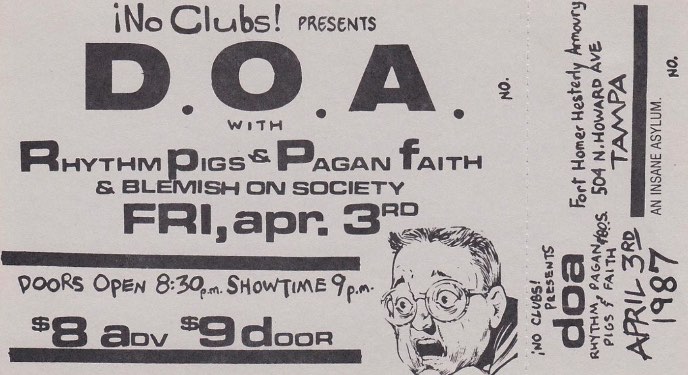 ¡No Clubs! PRESENTS
D.O.A.
WITH
RHYTHM PIGS & PAGAN FAITH
& BLEMISH ON SOCIETY
FRI, apr. 3RD
DOORS OPEN 8:30 p.m. SHOWTIME 9 p.m.
$8 adv $9 dOOR
NO.
¡NO CLUBS!
PRESENTS
doa
RHYTHM, PAGAN & B.O.S.
PIGS & FAITH
APRIL 3RD
1987
Fort Homer Hesterly Armoury
504 N. HOWARD AVE
TAMPA
AN INSANE ASYLUM.
NO.